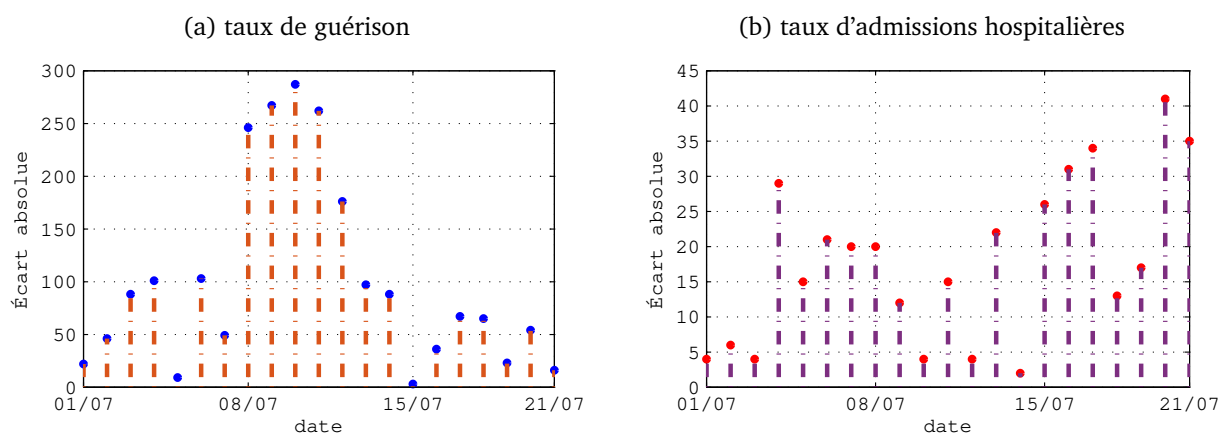 (a) taux de guérison
300
250
200
150
100
50
0
Écart absolue
01/07 08/07 15/07 21/07
date
(b) taux d'admissions hospitalières
45
40
35
30
25
20
15
10
5
0
Écart absolue
01/07 08/07 15/07 21/07
date